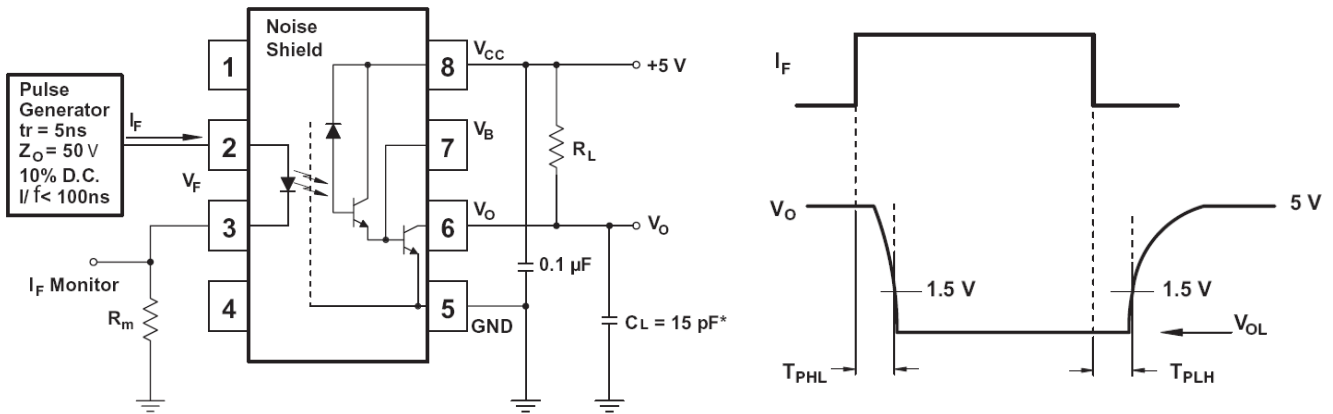 Noise
Shield
1
2
3
4
8
7
6
5
VCC
VB
VO
GND
+5 V
Pulse
Generator
tr = 5ns
ZO = 50 V
10% D.C.
I/ f< 100ns
IF
VF
RL
VO
0.1 µF
CL = 15 pF*
IF Monitor
Rm
IF
VO
5 V
1.5 V
1.5 V
VOL
TPHL
TPLH